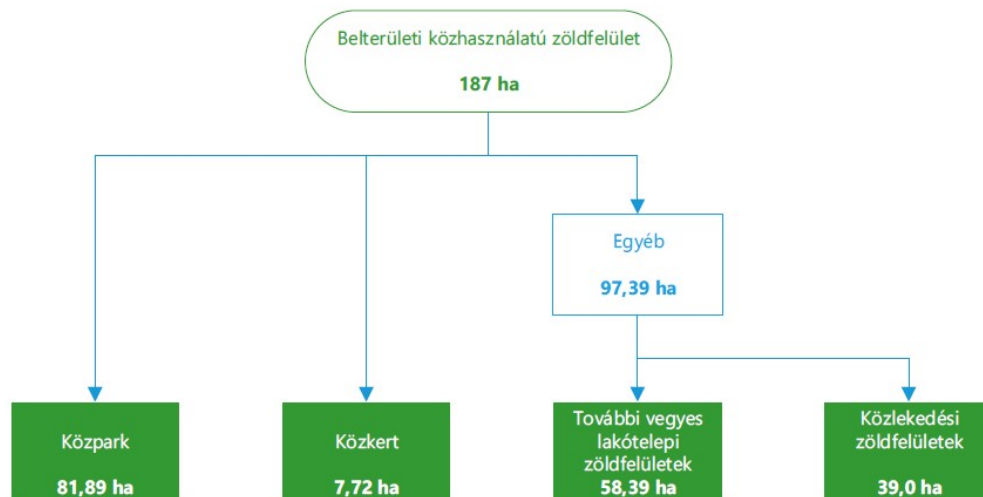 Belterületi közhasználatú zöldfelület
187 ha
Egyéb
97,39 ha
Közpark
81,89 ha
Közkert
7,72 ha
További vegyes
lakótelepi
zöldfelületek
58,39 ha
Közlekedési
zöldfelületek
39,0 ha